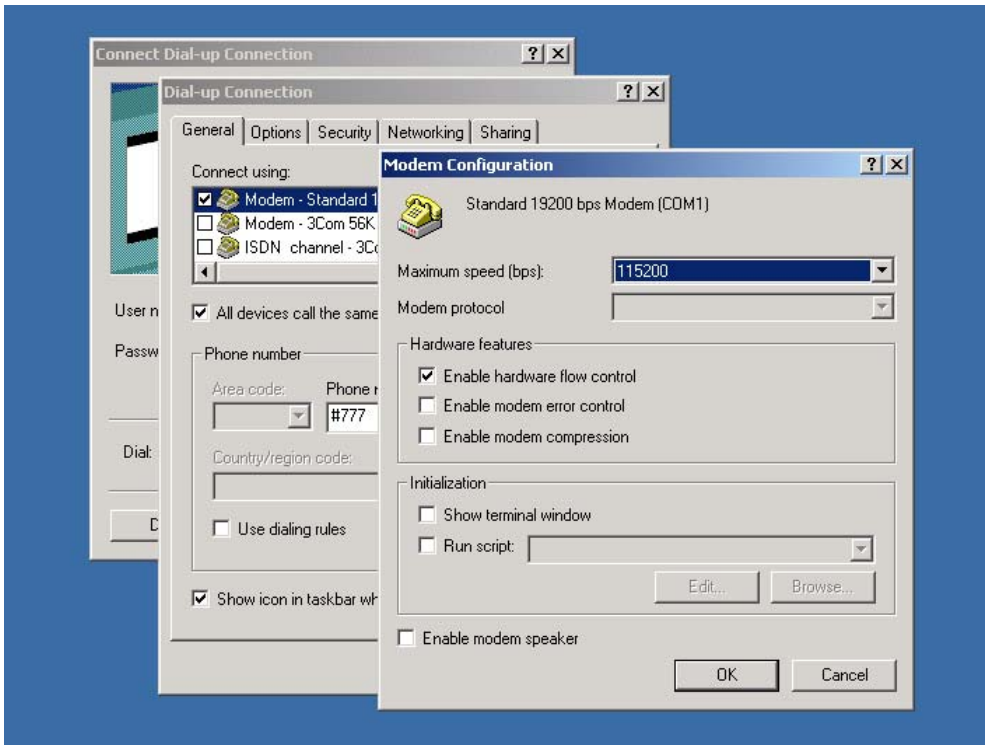 Connect Dial-up Connection
Dial-up Connection
General Options Security Networking Sharing
Connect using:
Modem - Standard 1
Modem - 3Com 56K
ISDN channel - 3Co
All devices call the same
Phone number
Area code: Phone n
#777
Country/region code:
Use dialing rules
Show icon in taskbar wh
User n
Passw
Dial:
D
Modem Configuration
Standard 19200 bps Modem (COM1)
Maximum speed (bps): 115200
Modem protocol
Hardware features
Enable hardware flow control
Enable modem error control
Enable modem compression
Initialization
Show terminal window
Run script:
Edit... Browse...
Enable modem speaker
OK Cancel